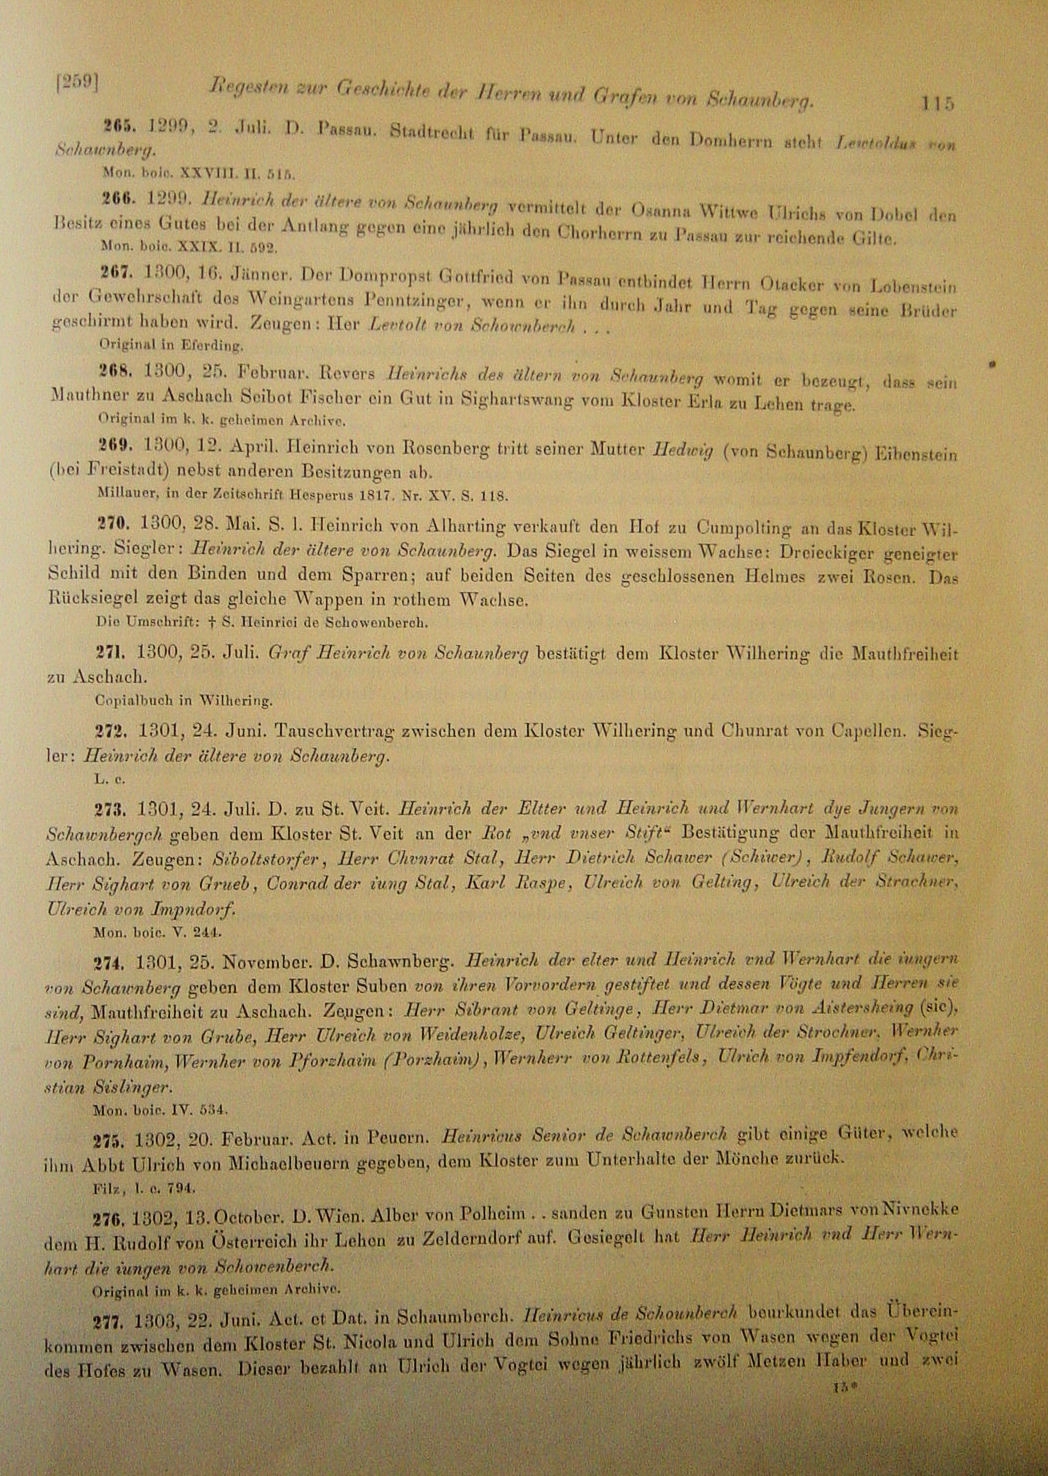 [259] Regesten zur Geschichte der Herren und Grafen von Schaunberg. 115
265. 1299, 2. Juli. D. Passau. Stadtrecht für Passau. Unter den Domherrn steht Lewtoldus von
Schawnberg.
Mon. boic. XXVIII. II. 515.
266. 1299. Heinrich der ältere von Schaunberg vermittelt der Osanna Wittwe Ulrichs von Dobel den
Besitz eines Gutes bei der Antlang gegen eine jährlich den Chorherrn zu Passau zur reichende Gilte.
Mon. boic. XXIX. II. 592.
267. 1300, 16. Jänner. Der Dompropst Gottfried von Passau entbindet Herrn Otacker von Lobenstein
der Gewehrschaft des Weingartens Penntzinger, wenn er ihn durch Jahr und Tag gegen seine Brüder
geschirmt haben wird. Zeugen: Her Levtolt von Schownberch . . .
Original in Eferding.
268. 1300, 25. Februar. Revers Heinrichs des ältern von Schaunberg womit er bezeugt, dass sein
Mauthner zu Aschach Seibot Fischer ein Gut in Sighartswang vom Kloster Erla zu Lehen trage.
Original im k. k. geheimen Archive.
269. 1300, 12. April. Heinrich von Rosenberg tritt seiner Mutter Hedwig (von Schaunberg) Eibenstein
(bei Freistadt) nebst anderen Besitzungen ab.
Millauer, in der Zeitschrift Hesperus 1817. Nr. XV. S. 118.
270. 1300, 28. Mai. S. l. Heinrich von Alharting verkauft den Hof zu Cumpolting an das Kloster Wil-
hering. Siegler: Heinrich der ältere von Schaunberg. Das Siegel in weissem Wachse: Dreieckiger geneigter
Schild mit den Binden und dem Sparren; auf beiden Seiten des geschlossenen Helmes zwei Rosen. Das
Rücksiegel zeigt das gleiche Wappen in rothem Wachse.
Die Umschrift: † S. Heinrici de Schowenberch.
271. 1300, 25. Juli. Graf Heinrich von Schaunberg bestätigt dem Kloster Wilhering die Mauthfreiheit
zu Aschach.
Copialbuch in Wilhering.
272. 1301, 24. Juni. Tauschvertrag zwischen dem Kloster Wilhering und Chunrat von Capellen. Sieg-
ler: Heinrich der ältere von Schaunberg.
L. c.
273. 1301, 24. Juli. D. zu St. Veit. Heinrich der Eltter und Heinrich und Wernhart dye Jungern von
Schawnbergch geben dem Kloster St. Veit an der Rot „vnd vnser Stift“ Bestätigung der Mauthfreiheit in
Aschach. Zeugen: Siboltstorfer, Herr Chvnrat Stal, Herr Dietrich Schawer (Schiwer), Rudolf Schawer,
Herr Sighart von Grueb, Conrad der iung Stal, Karl Raspe, Ulreich von Gelting, Ulreich der Strachner,
Ulreich von Impndorf.
Mon. boic. V. 244.
274. 1301, 25. November. D. Schawnberg. Heinrich der elter und Heinrich vnd Wernhart die iungern
von Schawnberg geben dem Kloster Suben von ihren Vorvordern gestiftet und dessen Vögte und Herren sie
sind, Mauthfreiheit zu Aschach. Zeugen: Herr Sibrant von Geltinge, Herr Dietmar von Aistersheing (sic),
Herr Sighart von Grube, Herr Ulreich von Weidenholze, Ulreich Geltinger, Ulreich der Strochner, Wernher
von Pornhaim, Wernher von Pforzhaim (Porzhaim), Wernherr von Rottenfels, Ulrich von Impfendorf, Chri-
stian Sislinger.
Mon. boic. IV. 534.
275. 1302, 20. Februar. Act. in Peuern. Heinricus Senior de Schawnberch gibt einige Güter, welche
ihm Abbt Ulrich von Michaelbeuern gegeben, dem Kloster zum Unterhalte der Mönche zurück.
Filz, l. c. 794.
276. 1302, 13. October. D. Wien. Alber von Polheim . . sanden zu Gunsten Herrn Dietmars von Nivnekke
dem H. Rudolf von Österreich ihr Lehen zu Zelderndorf auf. Gesiegelt hat Herr Heinrich vnd Herr Wern-
hart die iungen von Schowenberch.
Original im k. k. geheimen Archive.
277. 1303, 22. Juni. Act. et Dat. in Schaumberch. Heinricus de Schounberch beurkundet das Überein-
kommen zwischen dem Kloster St. Nicola und Ulrich dem Sohne Friedrichs von Wasen wegen der Vogtei
des Hofes zu Wasen. Dieser bezahlt an Ulrich der Vogtei wegen jährlich zwölf Metzen Haber und zwei
15*